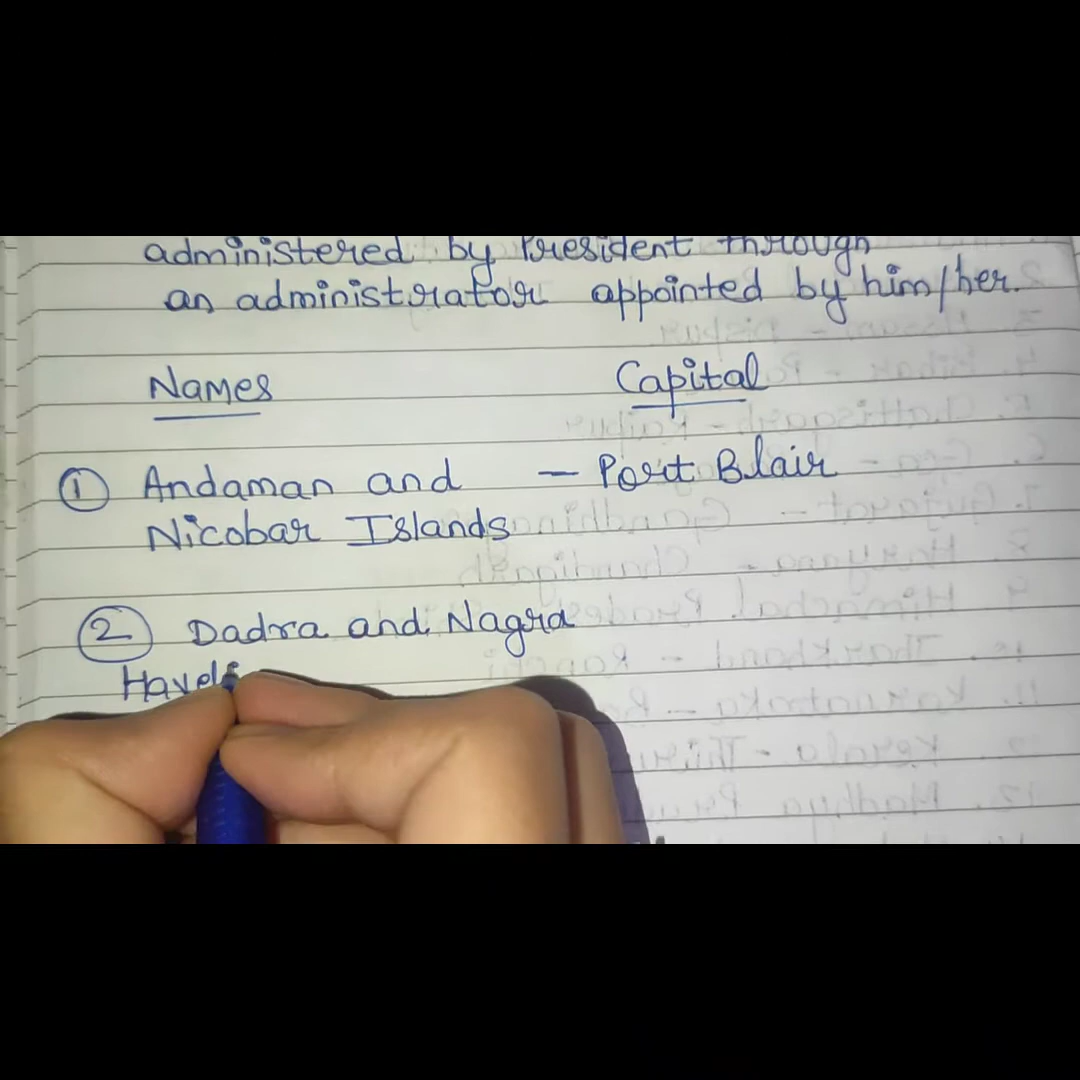 administered by President through
an administrator appointed by him/her.
Names Capital
① Andaman and — Port Blair
Nicobar Islands
② Dadra and Nagra
Haveli